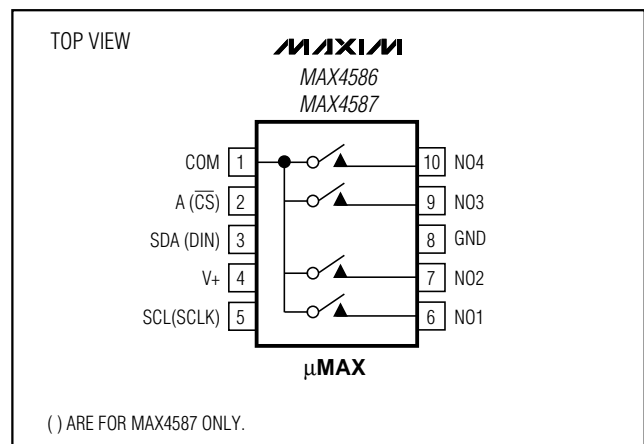 TOP VIEW
MAXIM
MAX4586
MAX4587
COM 1 10 NO4
A (C̅S̅) 2 9 NO3
SDA (DIN) 3 8 GND
V+ 4 7 NO2
SCL(SCLK) 5 6 NO1
µMAX
( ) ARE FOR MAX4587 ONLY.